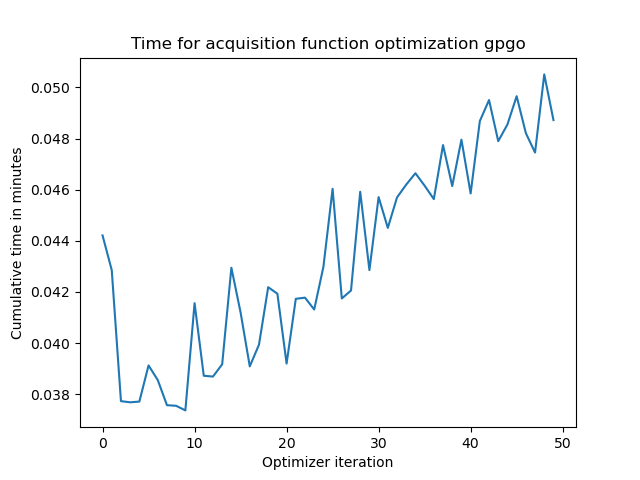 Time for acquisition function optimization gpgo
Cumulative time in minutes
0.050
0.048
0.046
0.044
0.042
0.040
0.038
0 10 20 30 40 50
Optimizer iteration